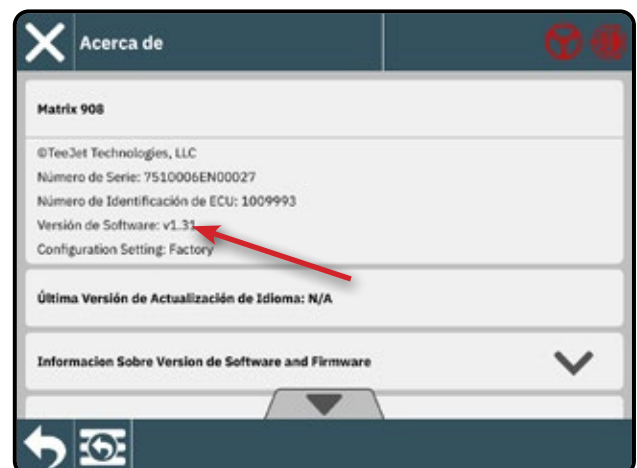 Acerca de
Matrix 908
©TeeJet Technologies, LLC
Número de Serie: 7510006EN00027
Número de Identificación de ECU: 1009993
Versión de Software: v1.31
Configuration Setting: Factory
Última Versión de Actualización de Idioma: N/A
Informacion Sobre Version de Software and Firmware